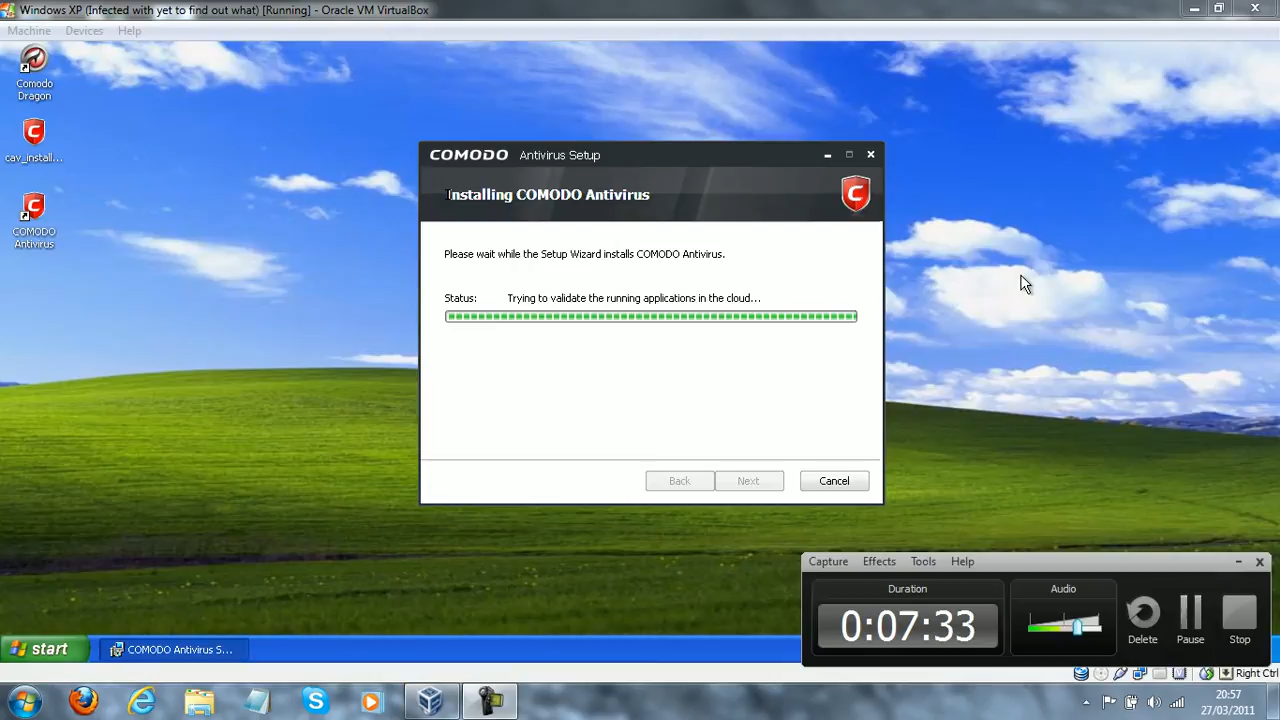 Windows XP (Infected with yet to find out what) [Running] - Oracle VM VirtualBox
Machine Devices Help
Comodo
Dragon
cav_install...
COMODO
Antivirus
COMODO Antivirus Setup
Installing COMODO Antivirus
C
Please wait while the Setup Wizard installs COMODO Antivirus.
Status: Trying to validate the running applications in the cloud...
Back Next Cancel
Capture Effects Tools Help
Duration Audio
0:07:33
Delete Pause Stop
start COMODO Antivirus S...
Right Ctrl
20:57
27/03/2011